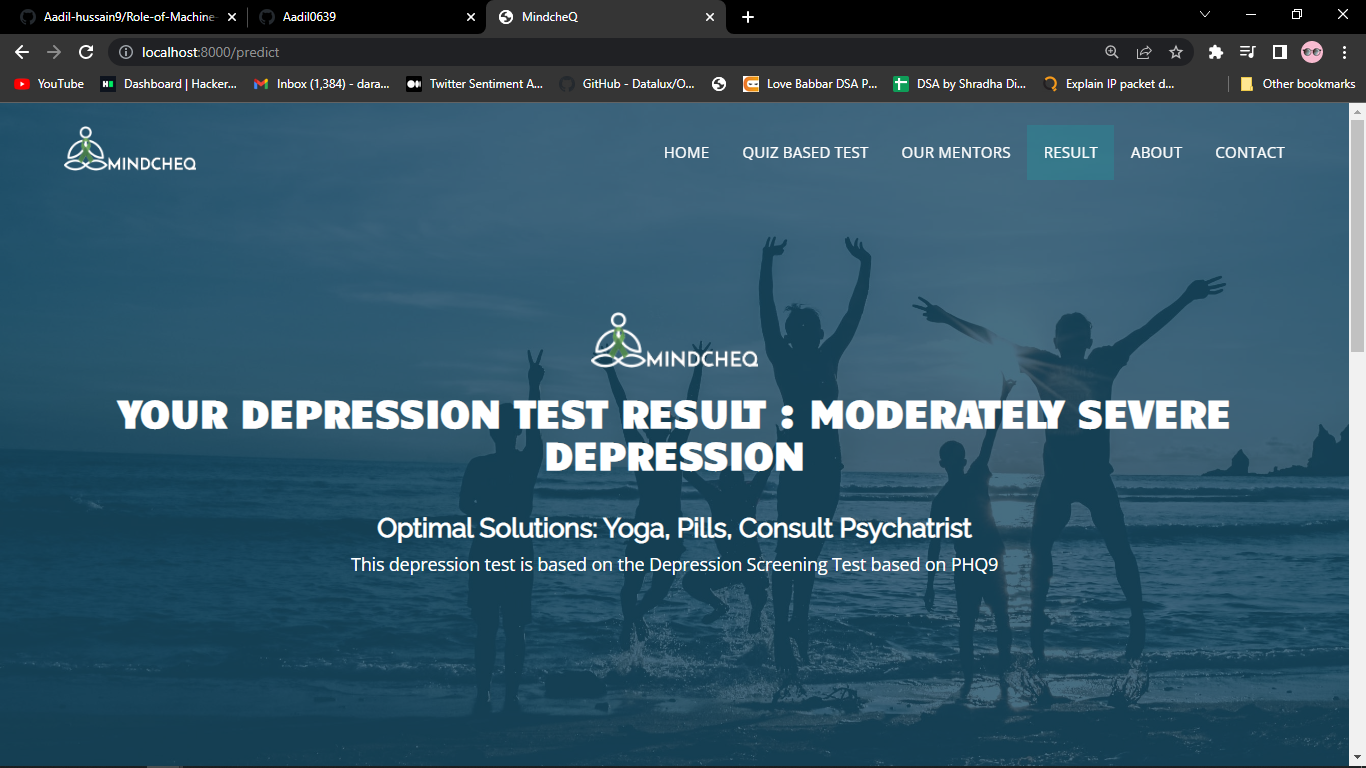 Aadil-hussain9/Role-of-Machine-
Aadil0639
MindcheQ
localhost:8000/predict
YouTube
Dashboard | Hacker...
Inbox (1,384) - dara...
Twitter Sentiment A...
GitHub - Datalux/O...
Love Babbar DSA P...
DSA by Shradha Di...
Explain IP packet d...
Other bookmarks
MINDCHEQ
HOME
QUIZ BASED TEST
OUR MENTORS
RESULT
ABOUT
CONTACT
MINDCHEQ
YOUR DEPRESSION TEST RESULT : MODERATELY SEVERE
DEPRESSION
Optimal Solutions: Yoga, Pills, Consult Psychatrist
This depression test is based on the Depression Screening Test based on PHQ9